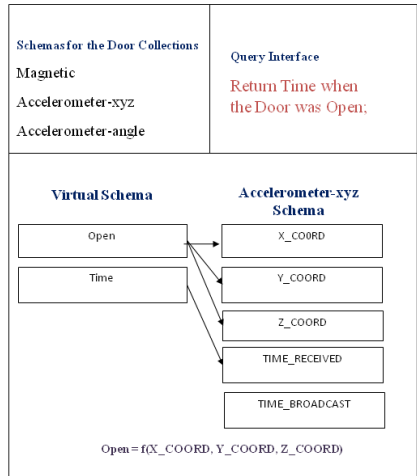 Schemas for the Door Collections
Magnetic
Accelerometer-xyz
Accelerometer-angle
Query Interface
Return Time when
the Door was Open;
Virtual Schema
Open
Time
Accelerometer-xyz
Schema
X_COORD
Y_COORD
Z_COORD
TIME_RECEIVED
TIME_BROADCAST
Open = f(X_COORD, Y_COORD, Z_COORD)